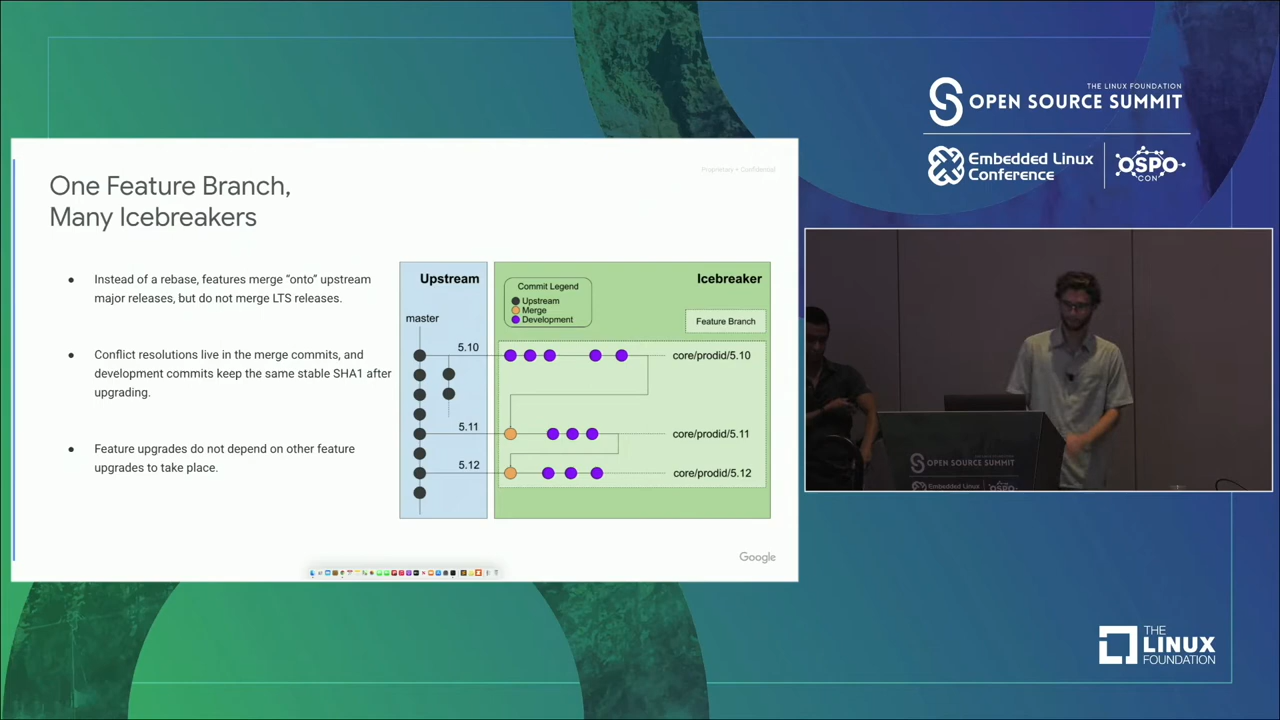 THE LINUX FOUNDATION
OPEN SOURCE SUMMIT
Embedded Linux
Conference
OSPO
CON
Proprietary + Confidential
One Feature Branch,
Many Icebreakers
● Instead of a rebase, features merge “onto” upstream
major releases, but do not merge LTS releases.
● Conflict resolutions live in the merge commits, and
development commits keep the same stable SHA1 after
upgrading.
● Feature upgrades do not depend on other feature
upgrades to take place.
Upstream
master
5.10
5.11
5.12
Icebreaker
Commit Legend
Upstream
Merge
Development
Feature Branch
core/prodid/5.10
core/prodid/5.11
core/prodid/5.12
Google
OPEN SOURCE SUMMIT
Embedded Linux
OSPO
THE
LINUX
FOUNDATION